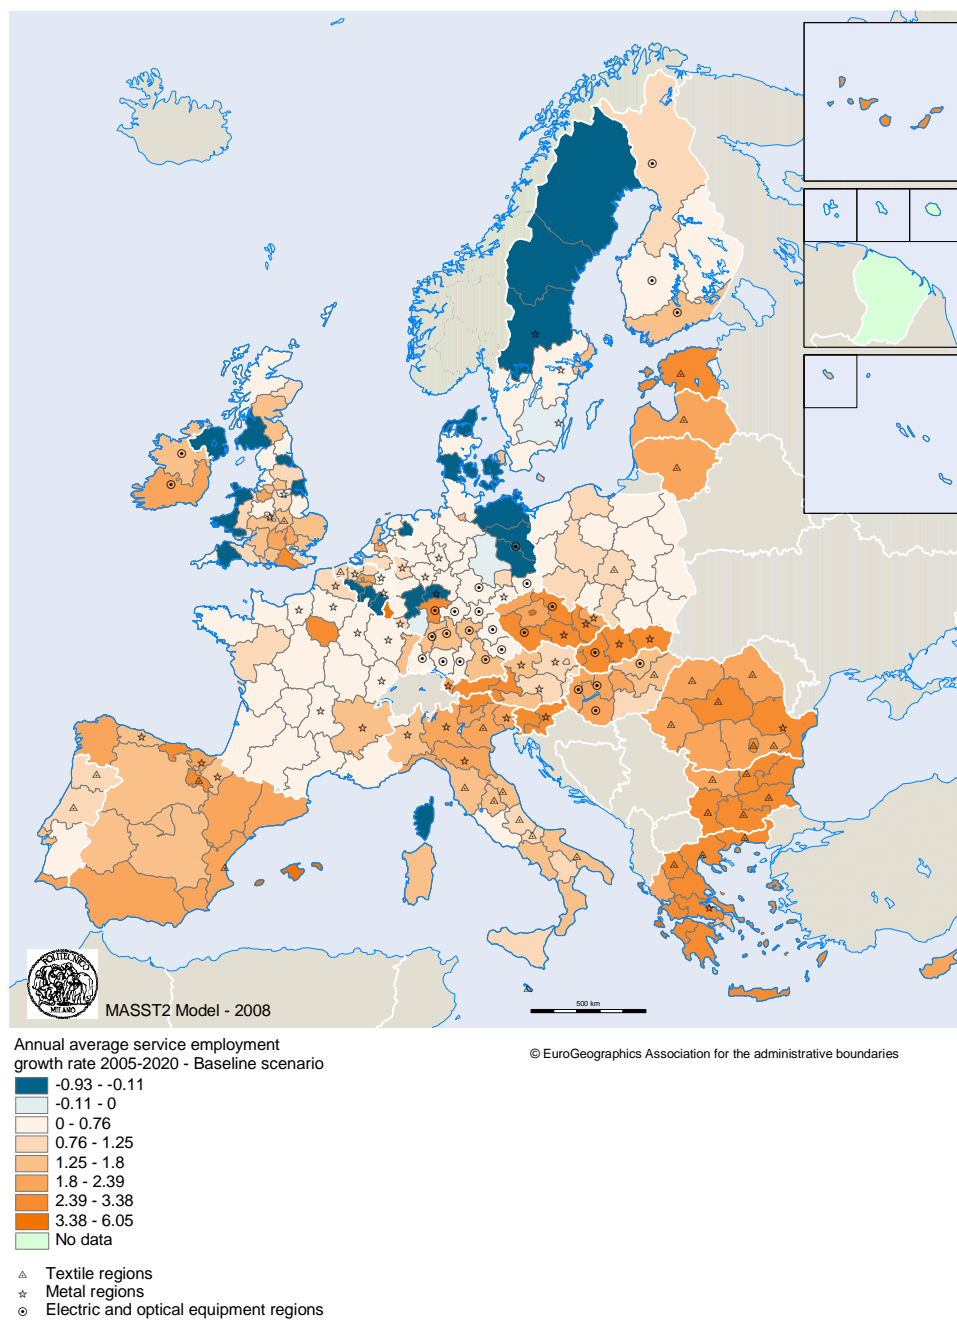 POLITECNICO
MILANO
MASST2 Model - 2008
500 km
Annual average service employment
growth rate 2005-2020 - Baseline scenario
© EuroGeographics Association for the administrative boundaries
-0.93 - -0.11
-0.11 - 0
0 - 0.76
0.76 - 1.25
1.25 - 1.8
1.8 - 2.39
2.39 - 3.38
3.38 - 6.05
No data
Textile regions
Metal regions
Electric and optical equipment regions